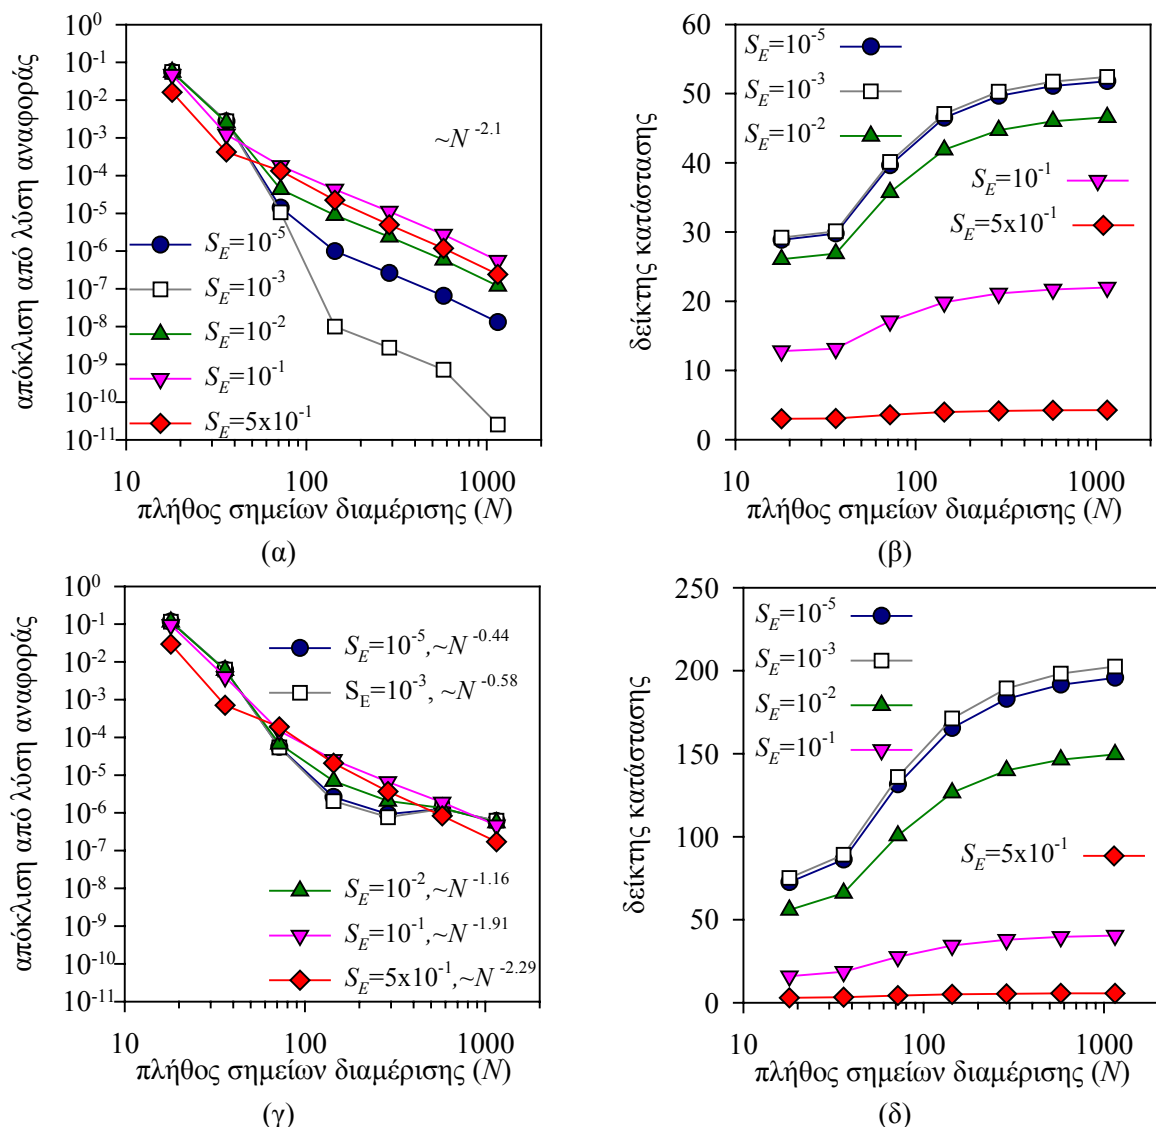 απόκλιση από λύση αναφοράς
10^0
10^-1
10^-2
10^-3
10^-4
10^-5
10^-6
10^-7
10^-8
10^-9
10^-10
10^-11
~N^-2.1
S_E=10^-5
S_E=10^-3
S_E=10^-2
S_E=10^-1
S_E=5x10^-1
10 100 1000
πλήθος σημείων διαμέρισης (N)
(α)
δείκτης κατάστασης
60
50
40
30
20
10
0
S_E=10^-5
S_E=10^-3
S_E=10^-2
S_E=10^-1
S_E=5x10^-1
10 100 1000
πλήθος σημείων διαμέρισης (N)
(β)
απόκλιση από λύση αναφοράς
10^0
10^-1
10^-2
10^-3
10^-4
10^-5
10^-6
10^-7
10^-8
10^-9
10^-10
10^-11
S_E=10^-5,~N^-0.44
S_E=10^-3, ~N^-0.58
S_E=10^-2,~N^-1.16
S_E=10^-1,~N^-1.91
S_E=5x10^-1,~N^-2.29
10 100 1000
πλήθος σημείων διαμέρισης (N)
(γ)
δείκτης κατάστασης
250
200
150
100
50
0
S_E=10^-5
S_E=10^-3
S_E=10^-2
S_E=10^-1
S_E=5x10^-1
10 100 1000
πλήθος σημείων διαμέρισης (N)
(δ)